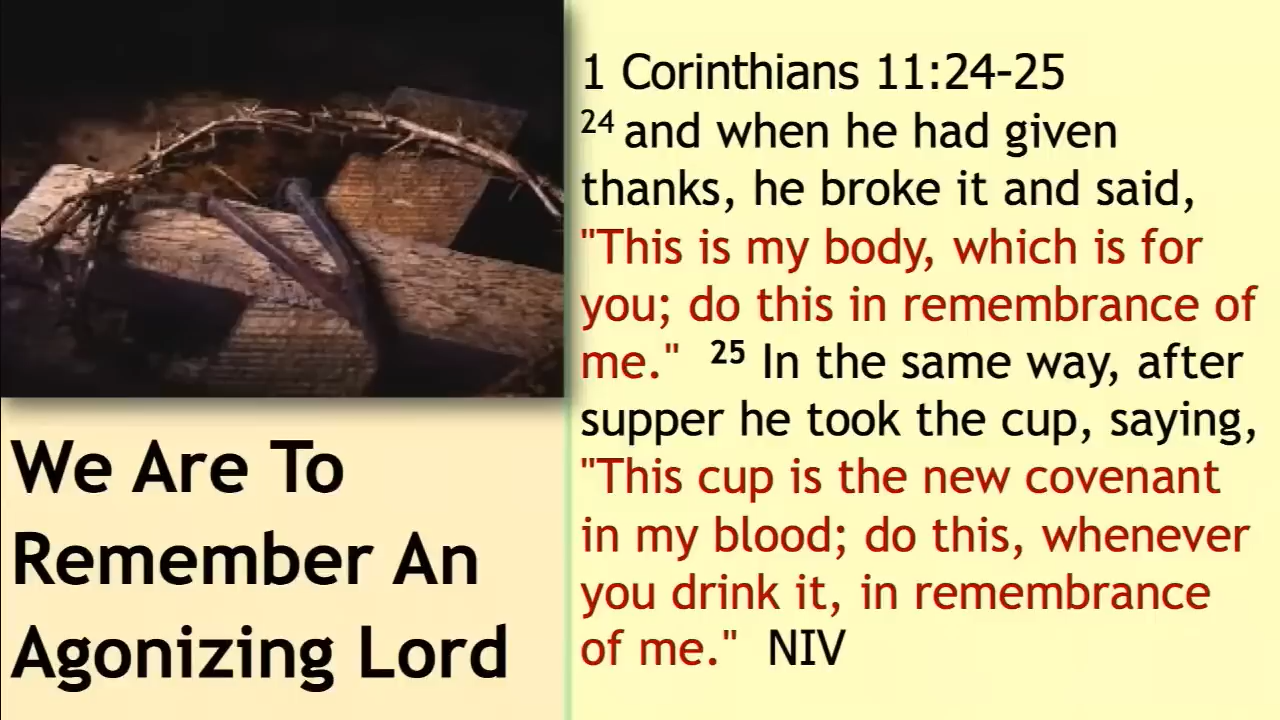 1 Corinthians 11:24-25
24 and when he had given
thanks, he broke it and said,
"This is my body, which is for
you; do this in remembrance of
me." 25 In the same way, after
supper he took the cup, saying,
"This cup is the new covenant
in my blood; do this, whenever
you drink it, in remembrance
of me." NIV
We Are To
Remember An
Agonizing Lord